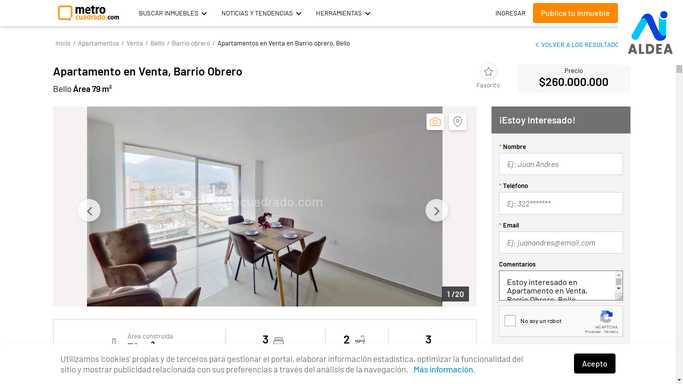 metro
cuadrado.com
BUSCAR INMUEBLES
NOTICIAS Y TENDENCIAS
HERRAMIENTAS
INGRESAR
Publica tu Inmueble
AI
ALDEA
Inicio / Apartamentos / Venta / Bello / Barrio obrero / Apartamentos en Venta en Barrio obrero, Bello
VOLVER A LOS RESULTADO
Apartamento en Venta, Barrio Obrero
Bello Área 79 m²
Favorito
Precio
$260.000.000
cuadrado.com
1 / 20
¡Estoy Interesado!
* Nombre
Ej: Juan Andres
* Teléfono
Ej: 322*******
* Email
Ej: juanandres@email.com
Comentarios
Estoy interesado en
Apartamento en Venta,
Barrio Obrero, Bello
No soy un robot
reCAPTCHA
Privacidad - Términos
Área construida
3
2
3
Utilizamos 'cookies' propias y de terceros para gestionar el portal, elaborar información estadística, optimizar la funcionalidad del
sitio y mostrar publicidad relacionada con sus preferencias a través del análisis de la navegación. Más información.
Acepto